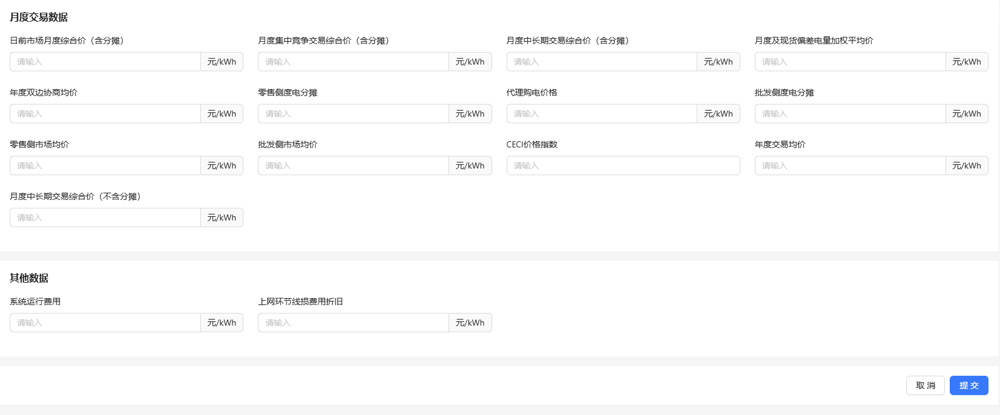 月度交易数据
日前市场月度综合价（含分摊） 月度集中竞争交易综合价（含分摊） 月度中长期交易综合价（含分摊） 月度及现货偏差电量加权平均价
请输入 元/kWh 请输入 元/kWh 请输入 元/kWh 请输入 元/kWh
年度双边协商均价 零售侧度电分摊 代理购电价格 批发侧度电分摊
请输入 元/kWh 请输入 元/kWh 请输入 元/kWh 请输入 元/kWh
零售侧市场均价 批发侧市场均价 CECI价格指数 年度交易均价
请输入 元/kWh 请输入 元/kWh 请输入 请输入 元/kWh
月度中长期交易综合价（不含分摊）
请输入 元/kWh
其他数据
系统运行费用 上网环节线损费用折旧
请输入 元/kWh 请输入 元/kWh
取 消 提 交